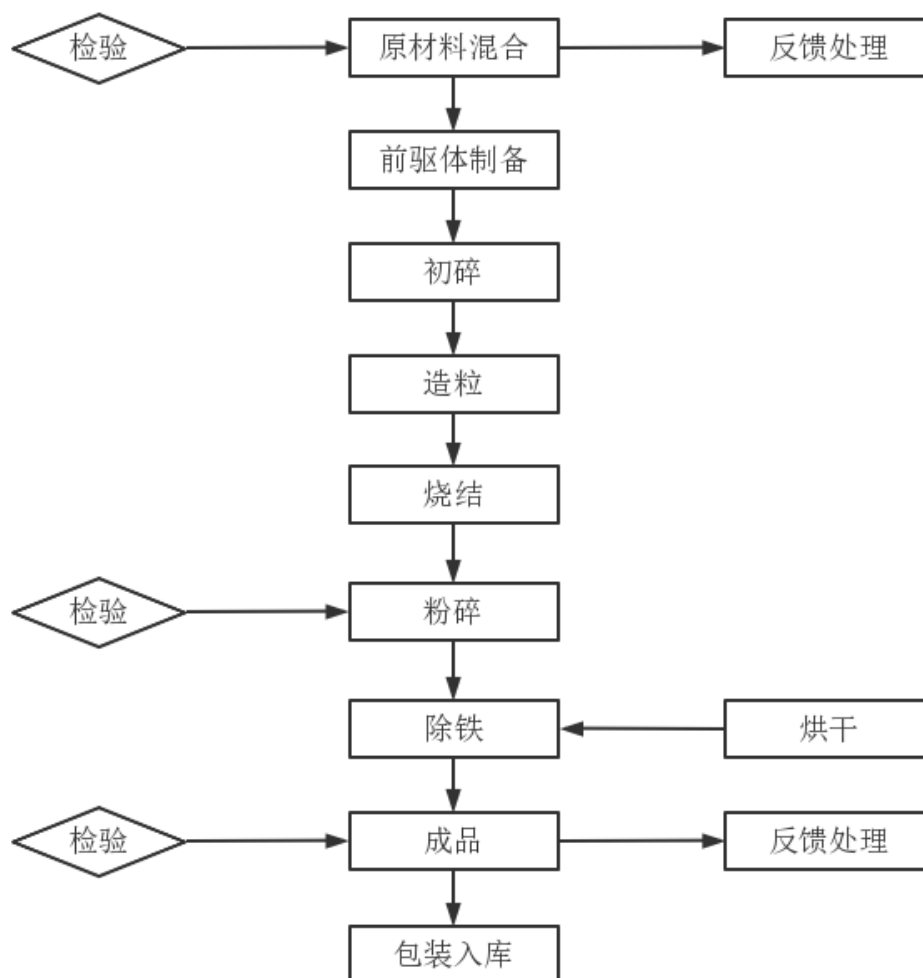 检验
原材料混合
反馈处理
前驱体制备
初碎
造粒
烧结
检验
粉碎
除铁
烘干
检验
成品
反馈处理
包装入库